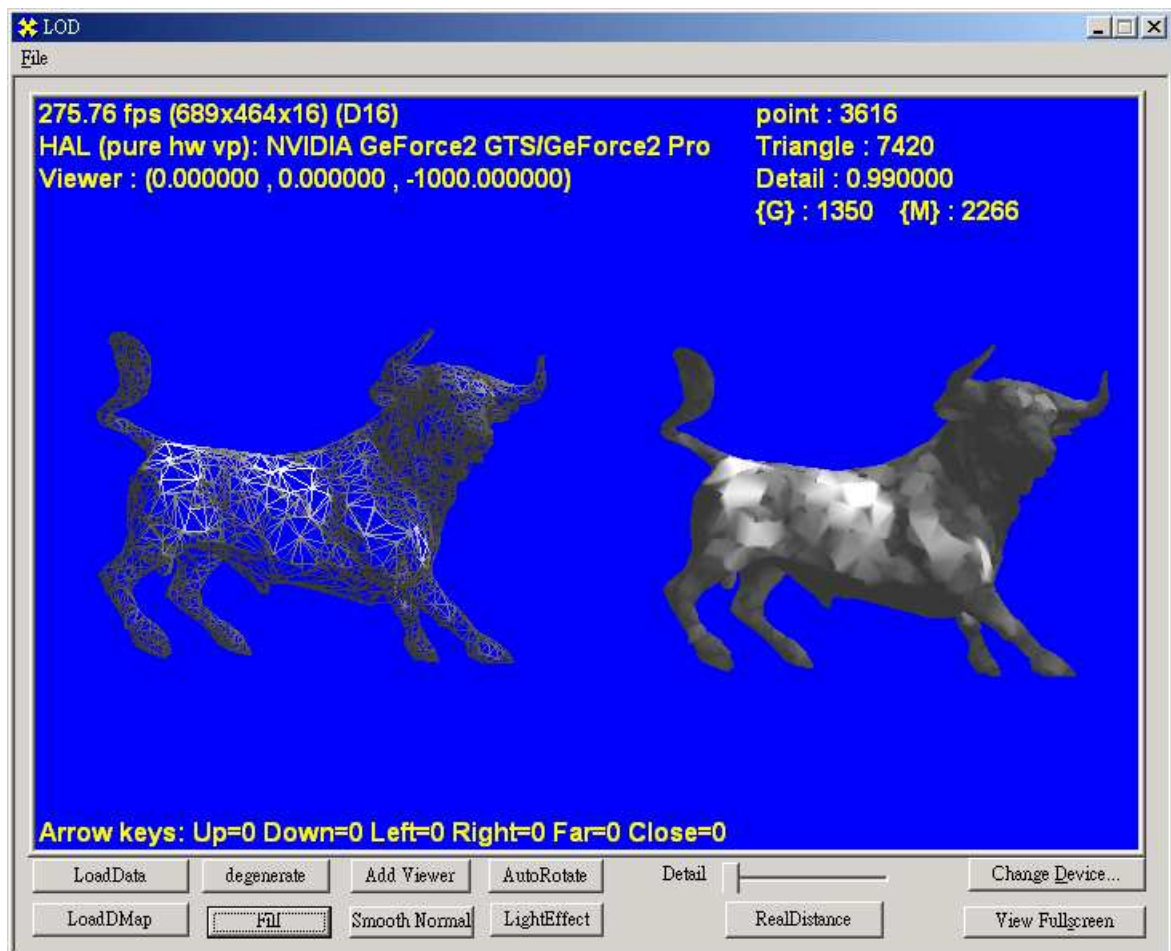 LOD
File
275.76 fps (689x464x16) (D16)
HAL (pure hw vp): NVIDIA GeForce2 GTS/GeForce2 Pro
Viewer : (0.000000 , 0.000000 , -1000.000000)
point : 3616
Triangle : 7420
Detail : 0.990000
{G} : 1350 {M} : 2266
Arrow keys: Up=0 Down=0 Left=0 Right=0 Far=0 Close=0
LoadData degenerate Add Viewer AutoRotate Detail Change Device...
LoadDMap Fill Smooth Normal LightEffect RealDistance View Fullscreen